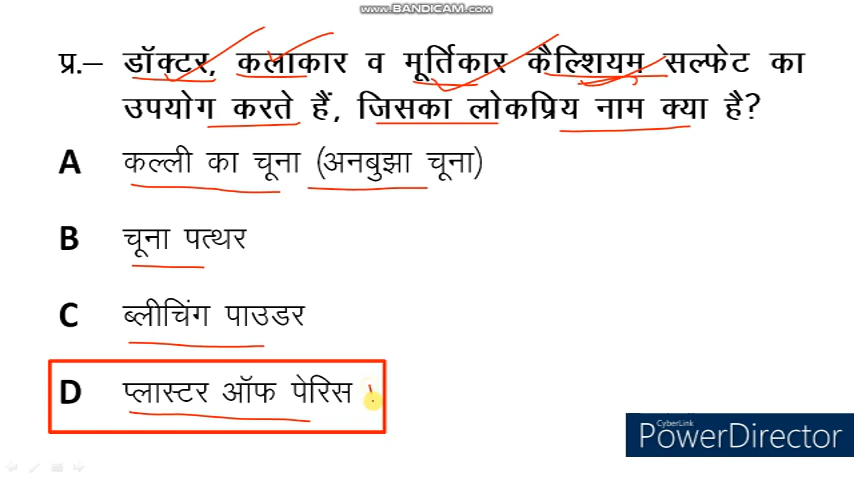 www.BANDICAM.com
प्र.– डॉक्टर, कलाकार व मूर्तिकार कैल्शियम सल्फेट का
उपयोग करते हैं, जिसका लोकप्रिय नाम क्या है?
A कल्ली का चूना (अनबुझा चूना)
B चूना पत्थर
C ब्लीचिंग पाउडर
D प्लास्टर ऑफ पेरिस
CyberLink
PowerDirector